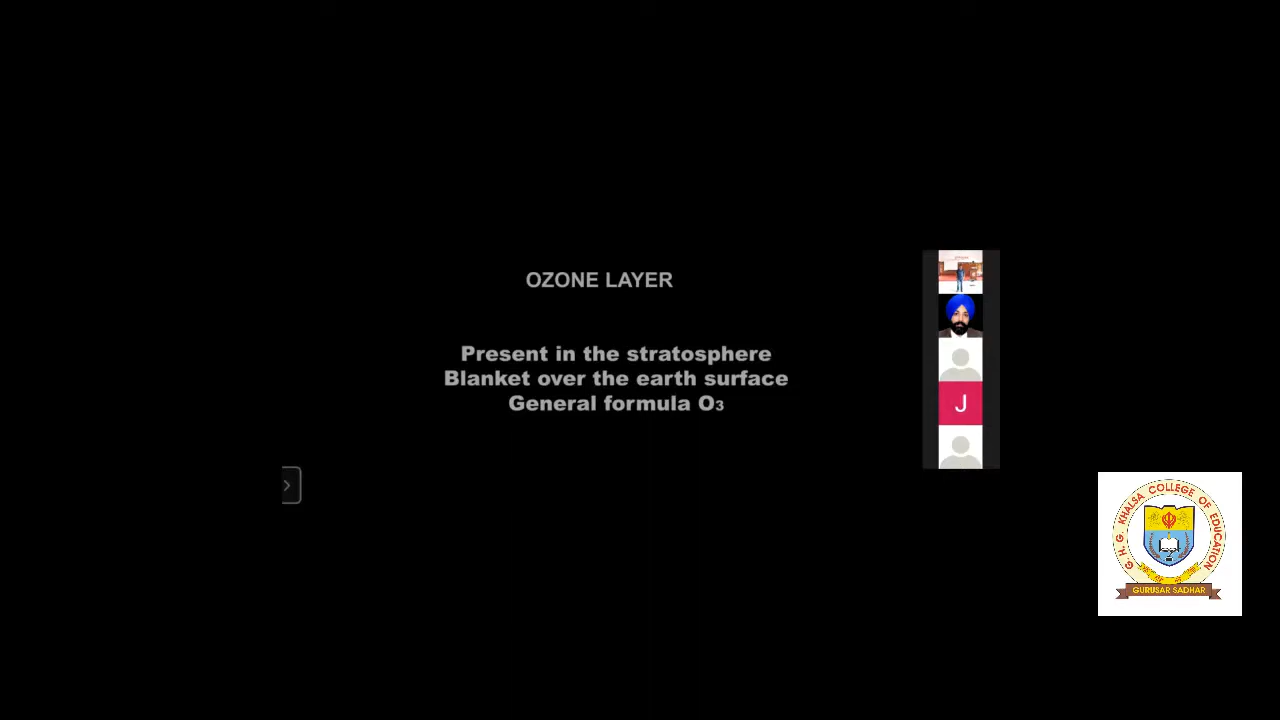 OZONE LAYER
Present in the stratosphere
Blanket over the earth surface
General formula O₃
J
G. H. G. KHALSA COLLEGE OF EDUCATION
GURUSAR SADHAR